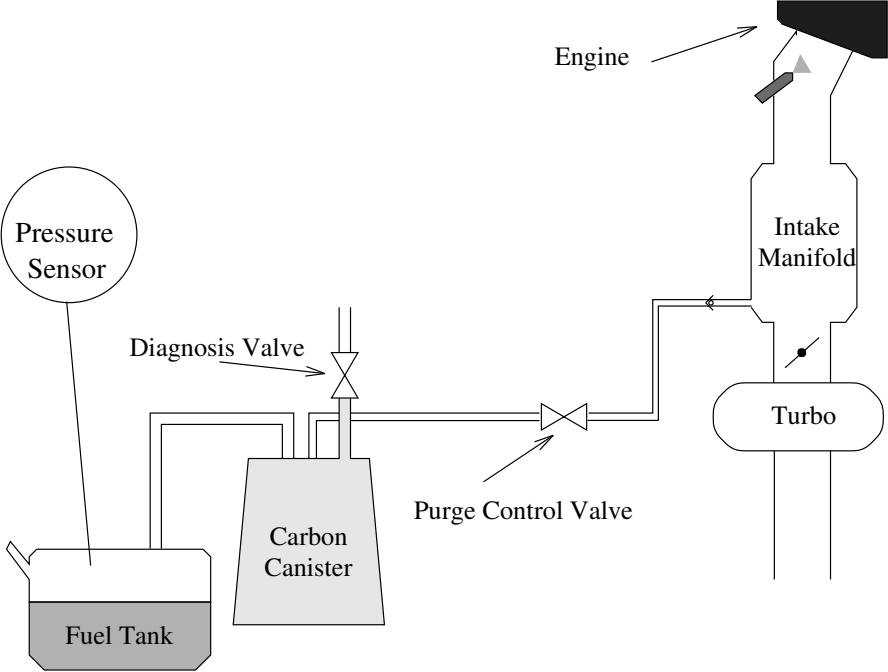 Engine
Pressure
Sensor
Intake
Manifold
Diagnosis Valve
Turbo
Purge Control Valve
Carbon
Canister
Fuel Tank